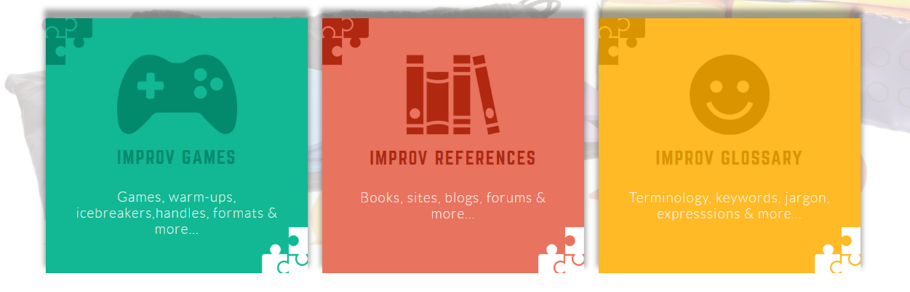 IMPROV GAMES
Games, warm-ups,
icebreakers,handles, formats &
more...
IMPROV REFERENCES
Books, sites, blogs, forums &
more...
IMPROV GLOSSARY
Terminology, keywords, jargon,
expresssions & more...